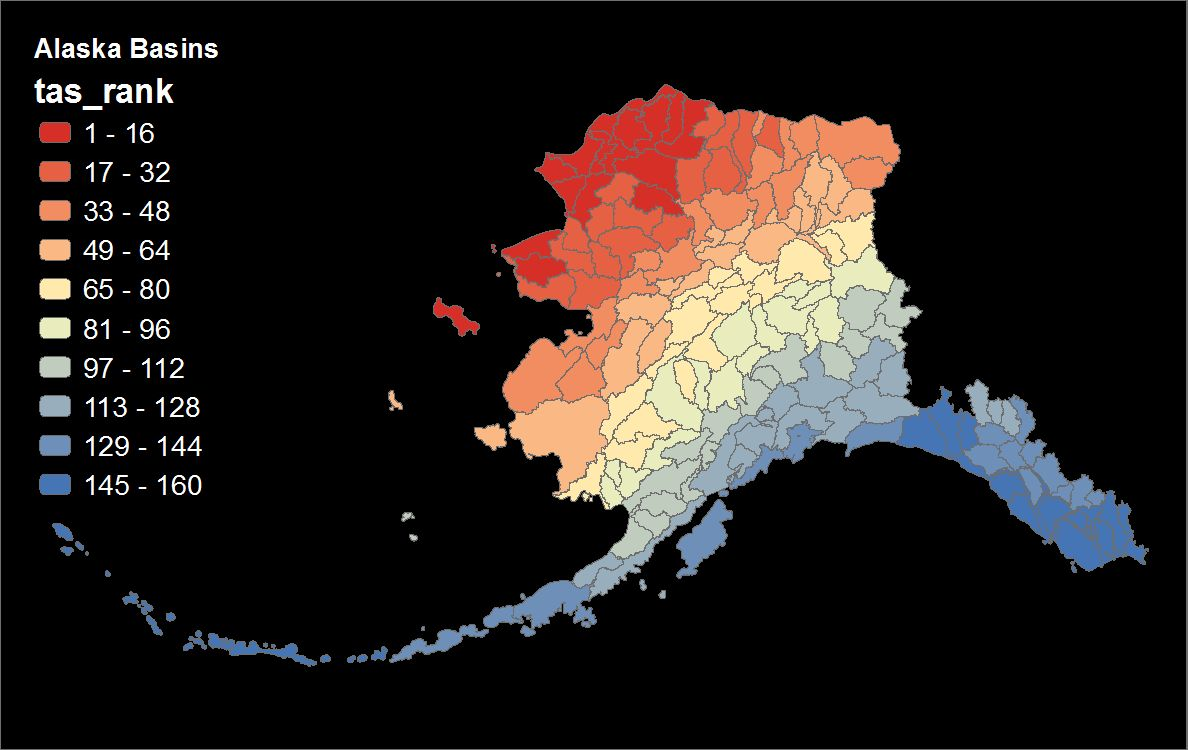 Alaska Basins
tas_rank
1 - 16
17 - 32
33 - 48
49 - 64
65 - 80
81 - 96
97 - 112
113 - 128
129 - 144
145 - 160